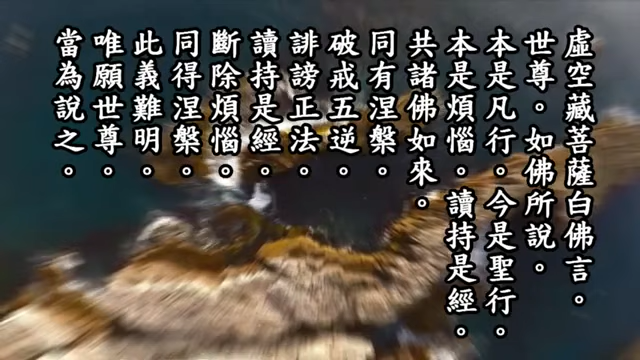 虛空藏菩薩白佛言。
世尊。如佛所說。
本是凡行。今是聖行。
本是煩惱。讀持是經。
共諸佛如來。
同有涅槃。
破戒五逆。
誹謗正法。
讀持是經。
斷除煩惱。
同得涅槃。
此義難明。
唯願世尊。
當為說之。